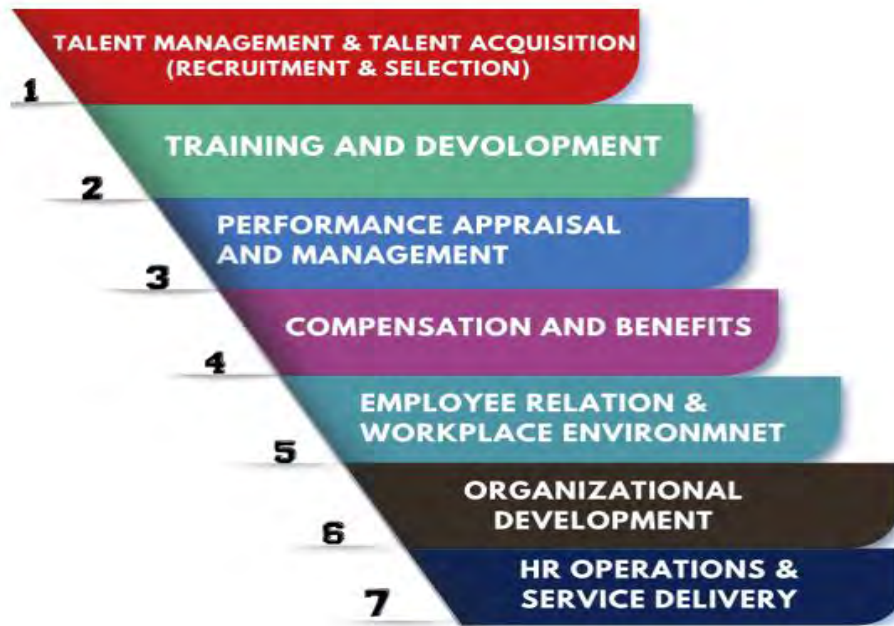 TALENT MANAGEMENT & TALENT ACQUISITION
(RECRUITMENT & SELECTION)
1
TRAINING AND DEVOLOPMENT
2
PERFORMANCE APPRAISAL
AND MANAGEMENT
3
COMPENSATION AND BENEFITS
4
EMPLOYEE RELATION &
WORKPLACE ENVIRONMNET
5
ORGANIZATIONAL
DEVELOPMENT
6
HR OPERATIONS &
SERVICE DELIVERY
7